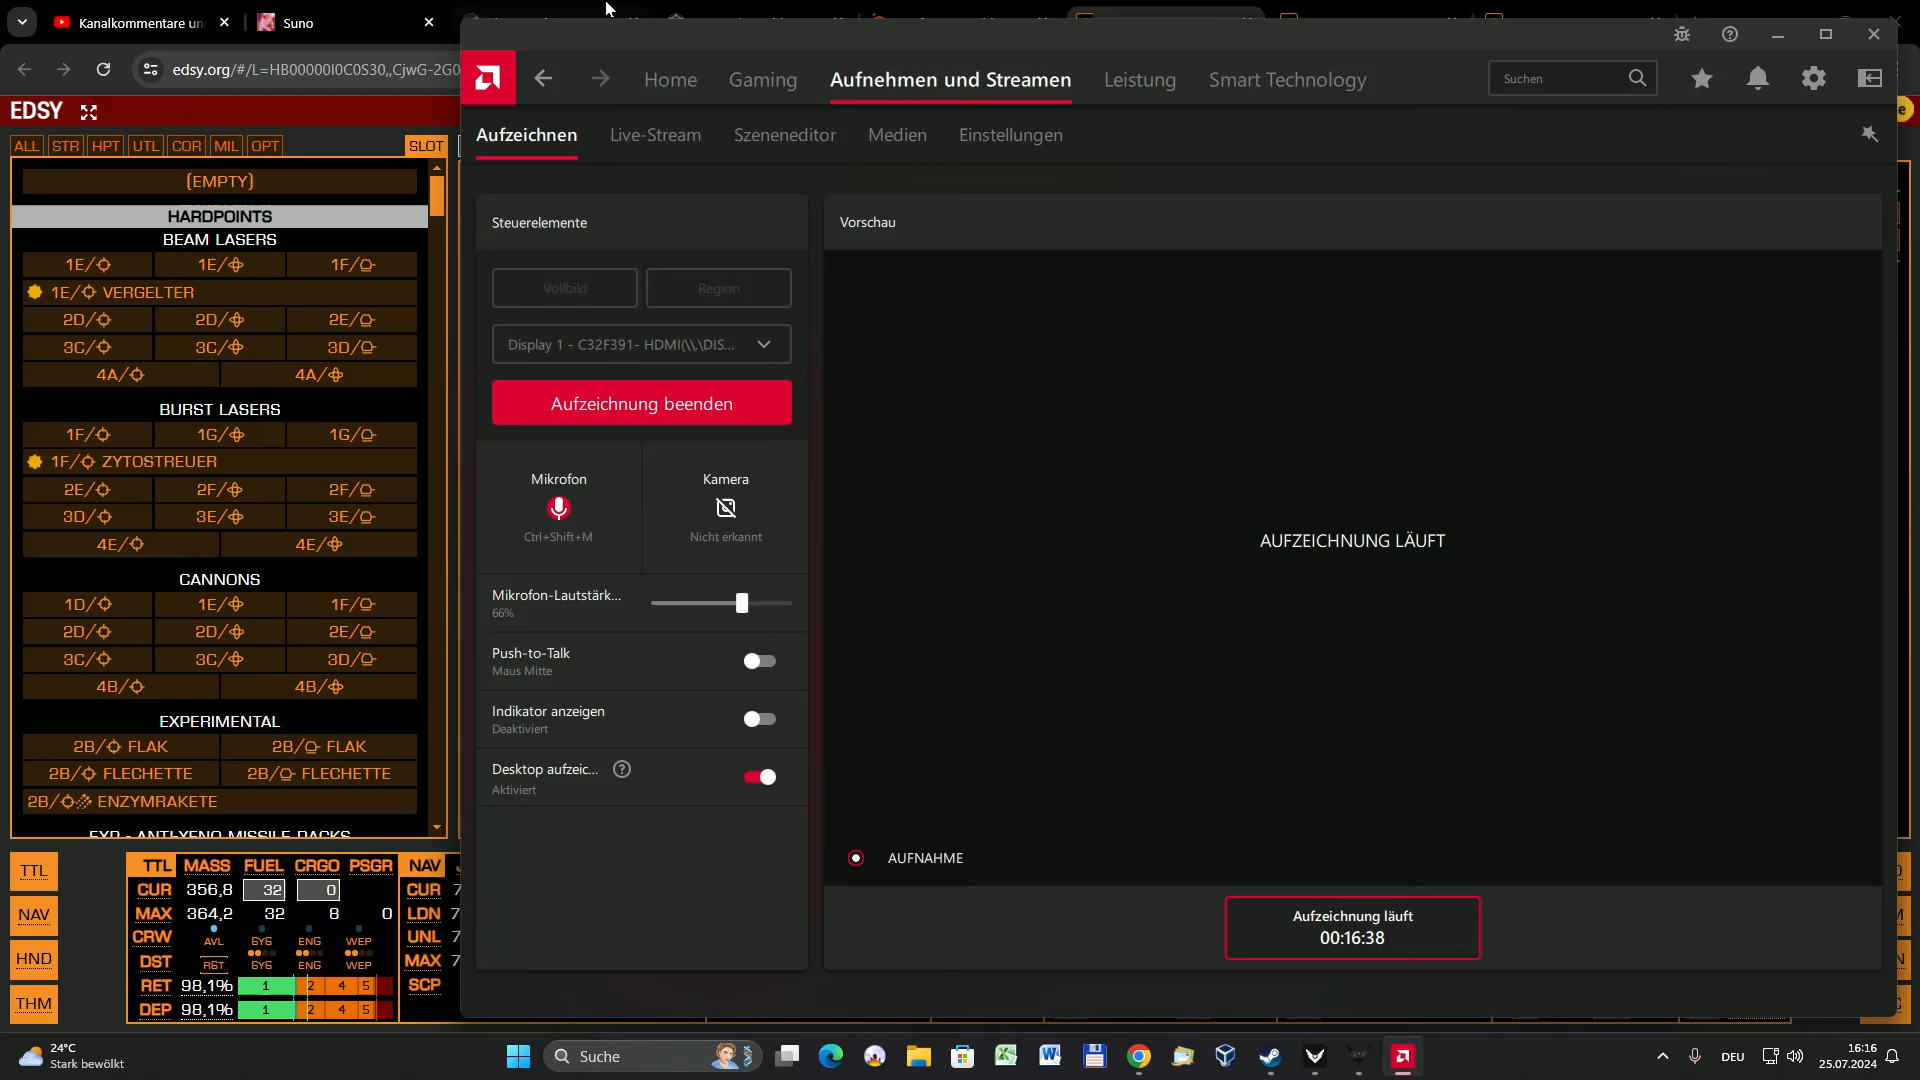 Kanalkommentare un
Suno
edsy.org/#/L=HB00000I0C0S30,,CjwG-2G0
EDSY
ALL STR HPT UTL COR MIL OPT SLOT
(EMPTY)
HARDPOINTS
BEAM LASERS
1E/ 1E/ 1F/
1E/ VERGELTER
2D/ 2D/ 2E/
3C/ 3C/ 3D/
4A/ 4A/
BURST LASERS
1F/ 1G/ 1G/
1F/ ZYTOSTREUER
2E/ 2F/ 2F/
3D/ 3E/ 3E/
4E/ 4E/
CANNONS
1D/ 1E/ 1F/
2D/ 2D/ 2E/
3C/ 3C/ 3D/
4B/ 4B/
EXPERIMENTAL
2B/ FLAK 2B/ FLAK
2B/ FLECHETTE 2B/ FLECHETTE
2B/ ENZYMRAKETE
EXP - ANTI-XENO MISSILE RACKS
TTL
NAV
HND
THM
TTL MASS FUEL CRGO PSGR NAV
CUR 356,8 32 0 CUR 7
MAX 364,2 32 8 0 LDN 7
CRW AVL SYS ENG WEP UNL 7
DST RST SYS ENG WEP MAX 7
RET 98,1% 1 2 4 5 SCP
DEP 98,1% 1 2 4 5
Home Gaming Aufnehmen und Streamen Leistung Smart Technology
Suchen
Aufzeichnen Live-Stream Szeneneditor Medien Einstellungen
Steuerelemente
Vollbild Region
Display 1 - C32F391- HDMI(\\.\DIS...
Aufzeichnung beenden
Mikrofon
Ctrl+Shift+M
Kamera
Nicht erkannt
Mikrofon-Lautstärk...
66%
Push-to-Talk
Maus Mitte
Indikator anzeigen
Deaktiviert
Desktop aufzeic...
Aktiviert
Vorschau
AUFZEICHNUNG LÄUFT
AUFNAHME
Aufzeichnung läuft
00:16:38
24°C
Stark bewölkt
Suche
DEU
16:16
25.07.2024